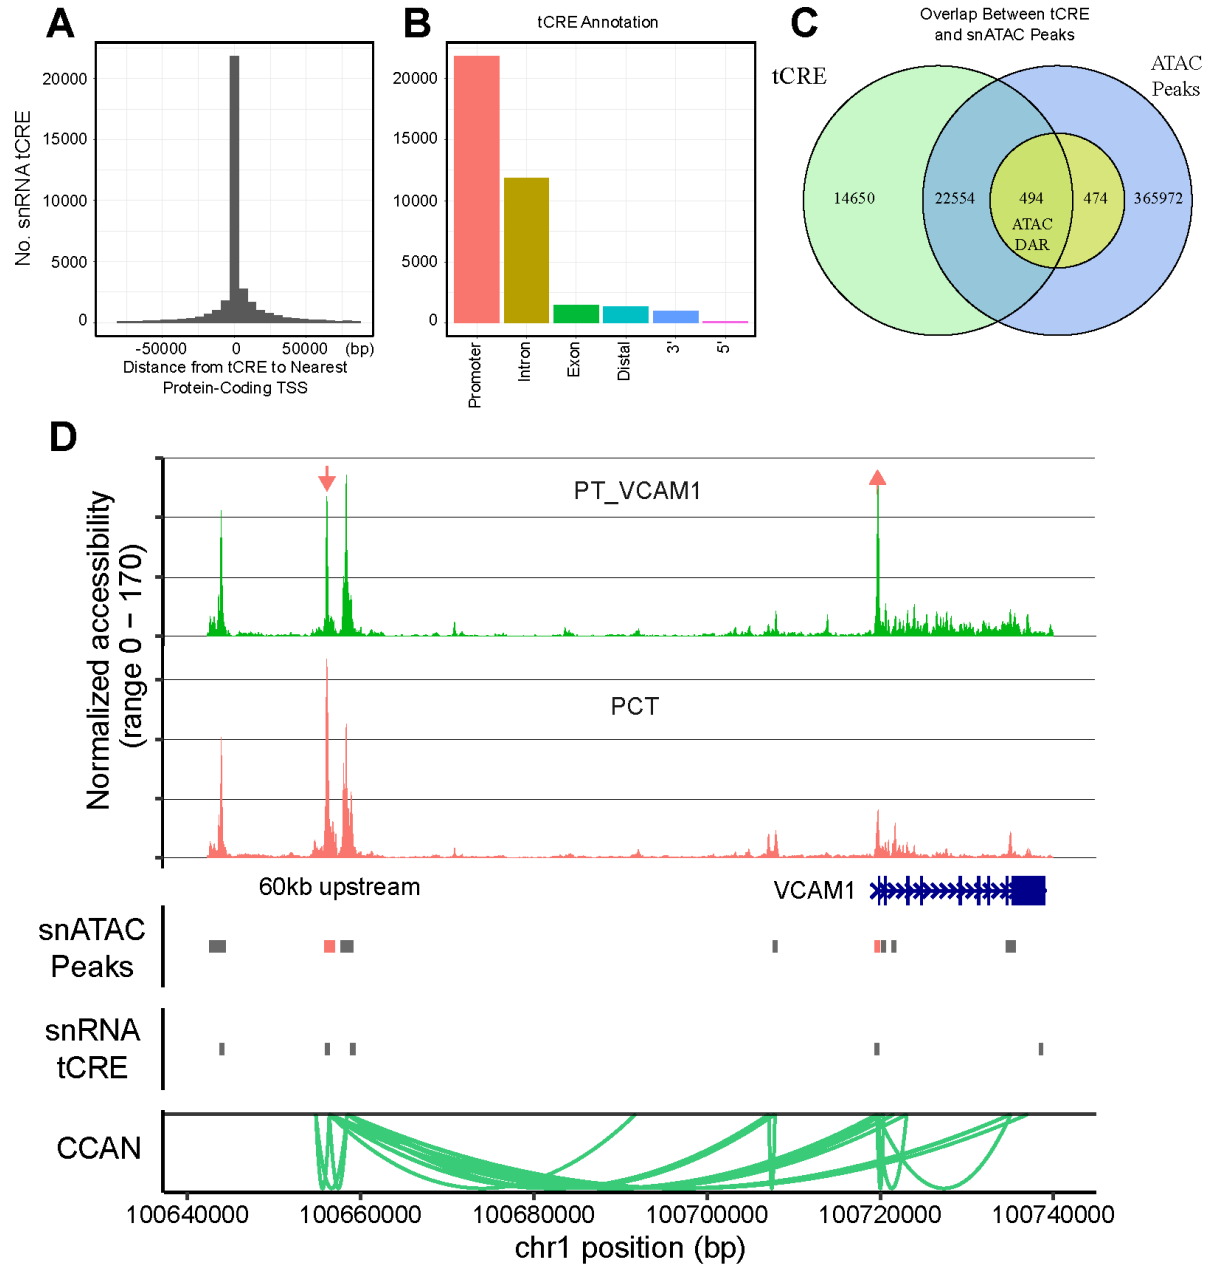 A
No. snRNA tCRE
20000
15000
10000
5000
0
-50000
0
50000
(bp)
Distance from tCRE to Nearest
Protein-Coding TSS
B
tCRE Annotation
20000
15000
10000
5000
0
Promoter
Intron
Exon
Distal
3'
5'
C
Overlap Between tCRE
and snATAC Peaks
tCRE
ATAC
Peaks
14650
22554
494
474
365972
ATAC
DAR
D
Normalized accessibility
(range 0 – 170)
PT_VCAM1
PCT
60kb upstream
VCAM1
snATAC
Peaks
snRNA
tCRE
CCAN
100640000
100660000
100680000
100700000
100720000
100740000
chr1 position (bp)